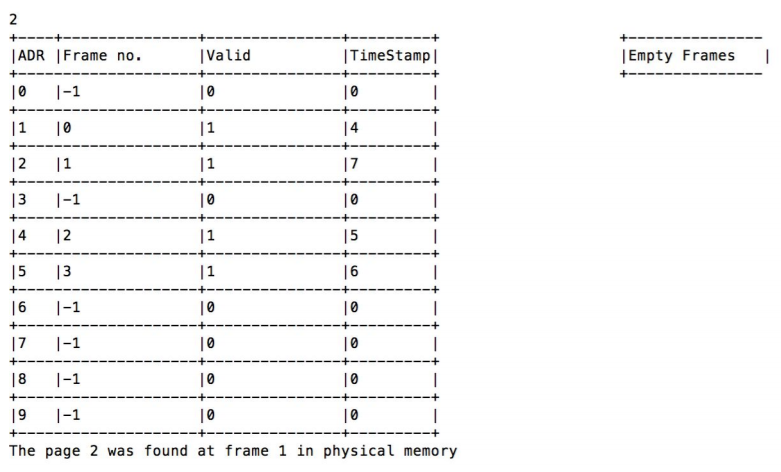 2
+----+---------------+---------------+---------+ +---------------
|ADR |Frame no. |Valid |TimeStamp| |Empty Frames |
+--------------------+---------------+---------+ +---------------
|0 |-1 |0 |0 |
+--------------------+---------------+---------+
|1 |0 |1 |4 |
+--------------------+---------------+---------+
|2 |1 |1 |7 |
+--------------------+---------------+---------+
|3 |-1 |0 |0 |
+--------------------+---------------+---------+
|4 |2 |1 |5 |
+--------------------+---------------+---------+
|5 |3 |1 |6 |
+--------------------+---------------+---------+
|6 |-1 |0 |0 |
+--------------------+---------------+---------+
|7 |-1 |0 |0 |
+--------------------+---------------+---------+
|8 |-1 |0 |0 |
+--------------------+---------------+---------+
|9 |-1 |0 |0 |
+--------------------+---------------+---------+
The page 2 was found at frame 1 in physical memory